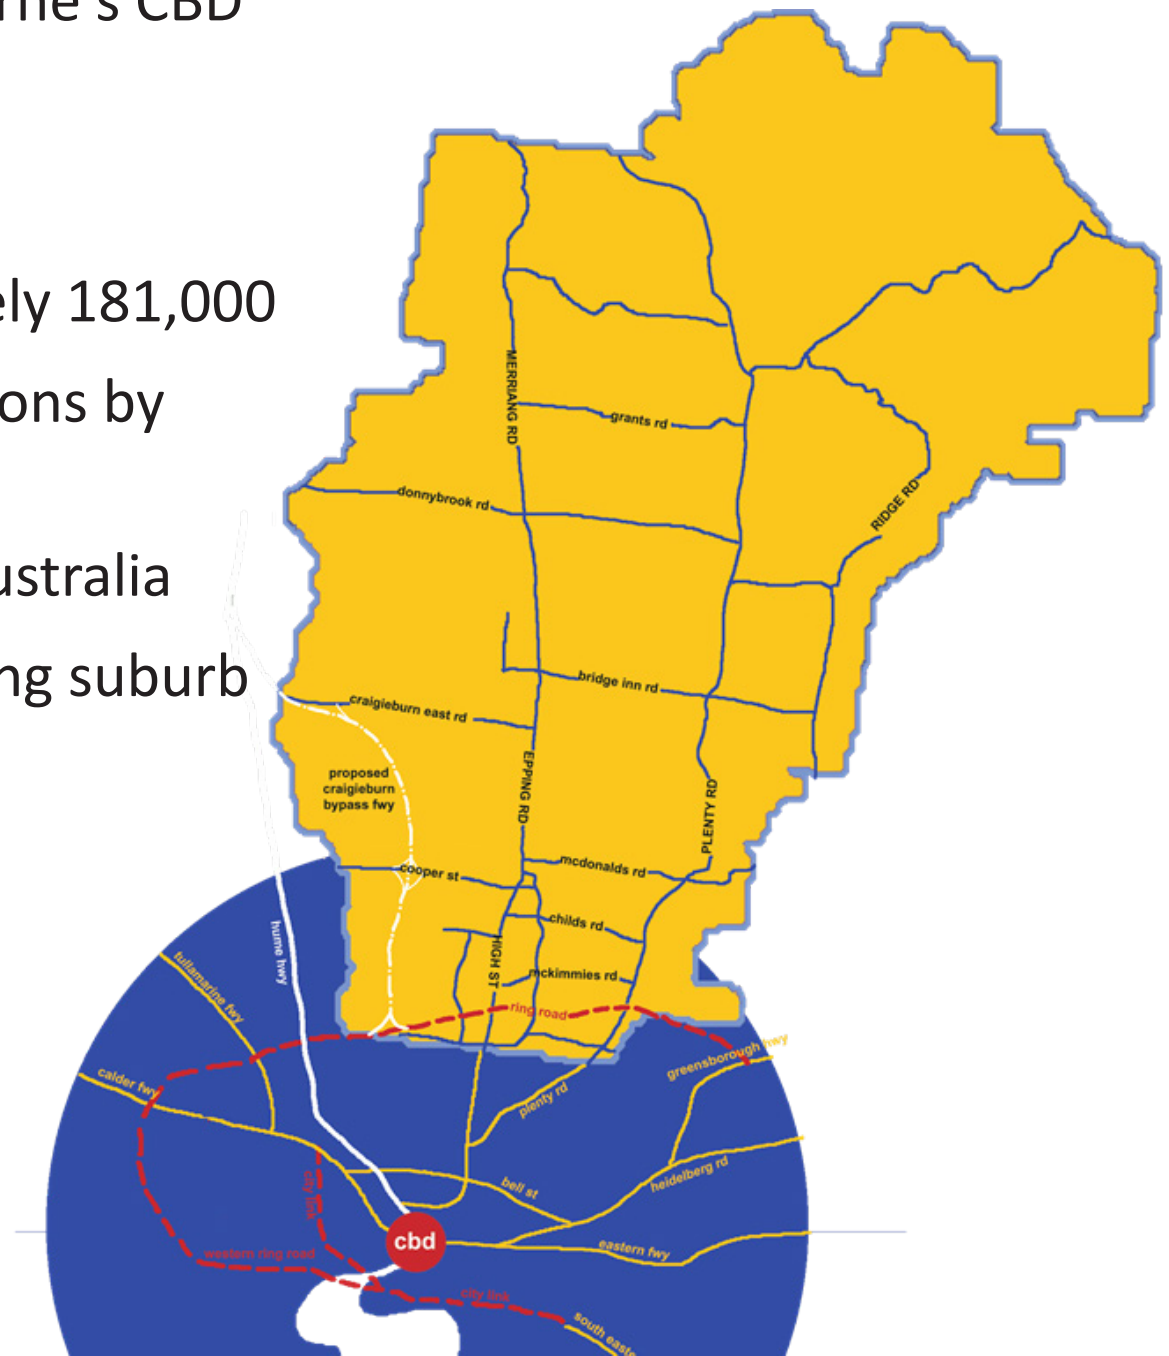 rne's CBD
ely 181,000
ons by
ustralia
ng suburb
MERRIANG RD
grants rd
donnybrook rd
RIDGE RD
bridge inn rd
craigieburn east rd
proposed
craigieburn
bypass fwy
EPPING RD
PLENTY RD
mcdonalds rd
cooper st
childs rd
HIGH ST
mckimmies rd
ring road
hume hwy
tullamarine fwy
calder fwy
greensborough hwy
plenty rd
heidelberg rd
bell st
city link
cbd
eastern fwy
western ring road
city link
south easte